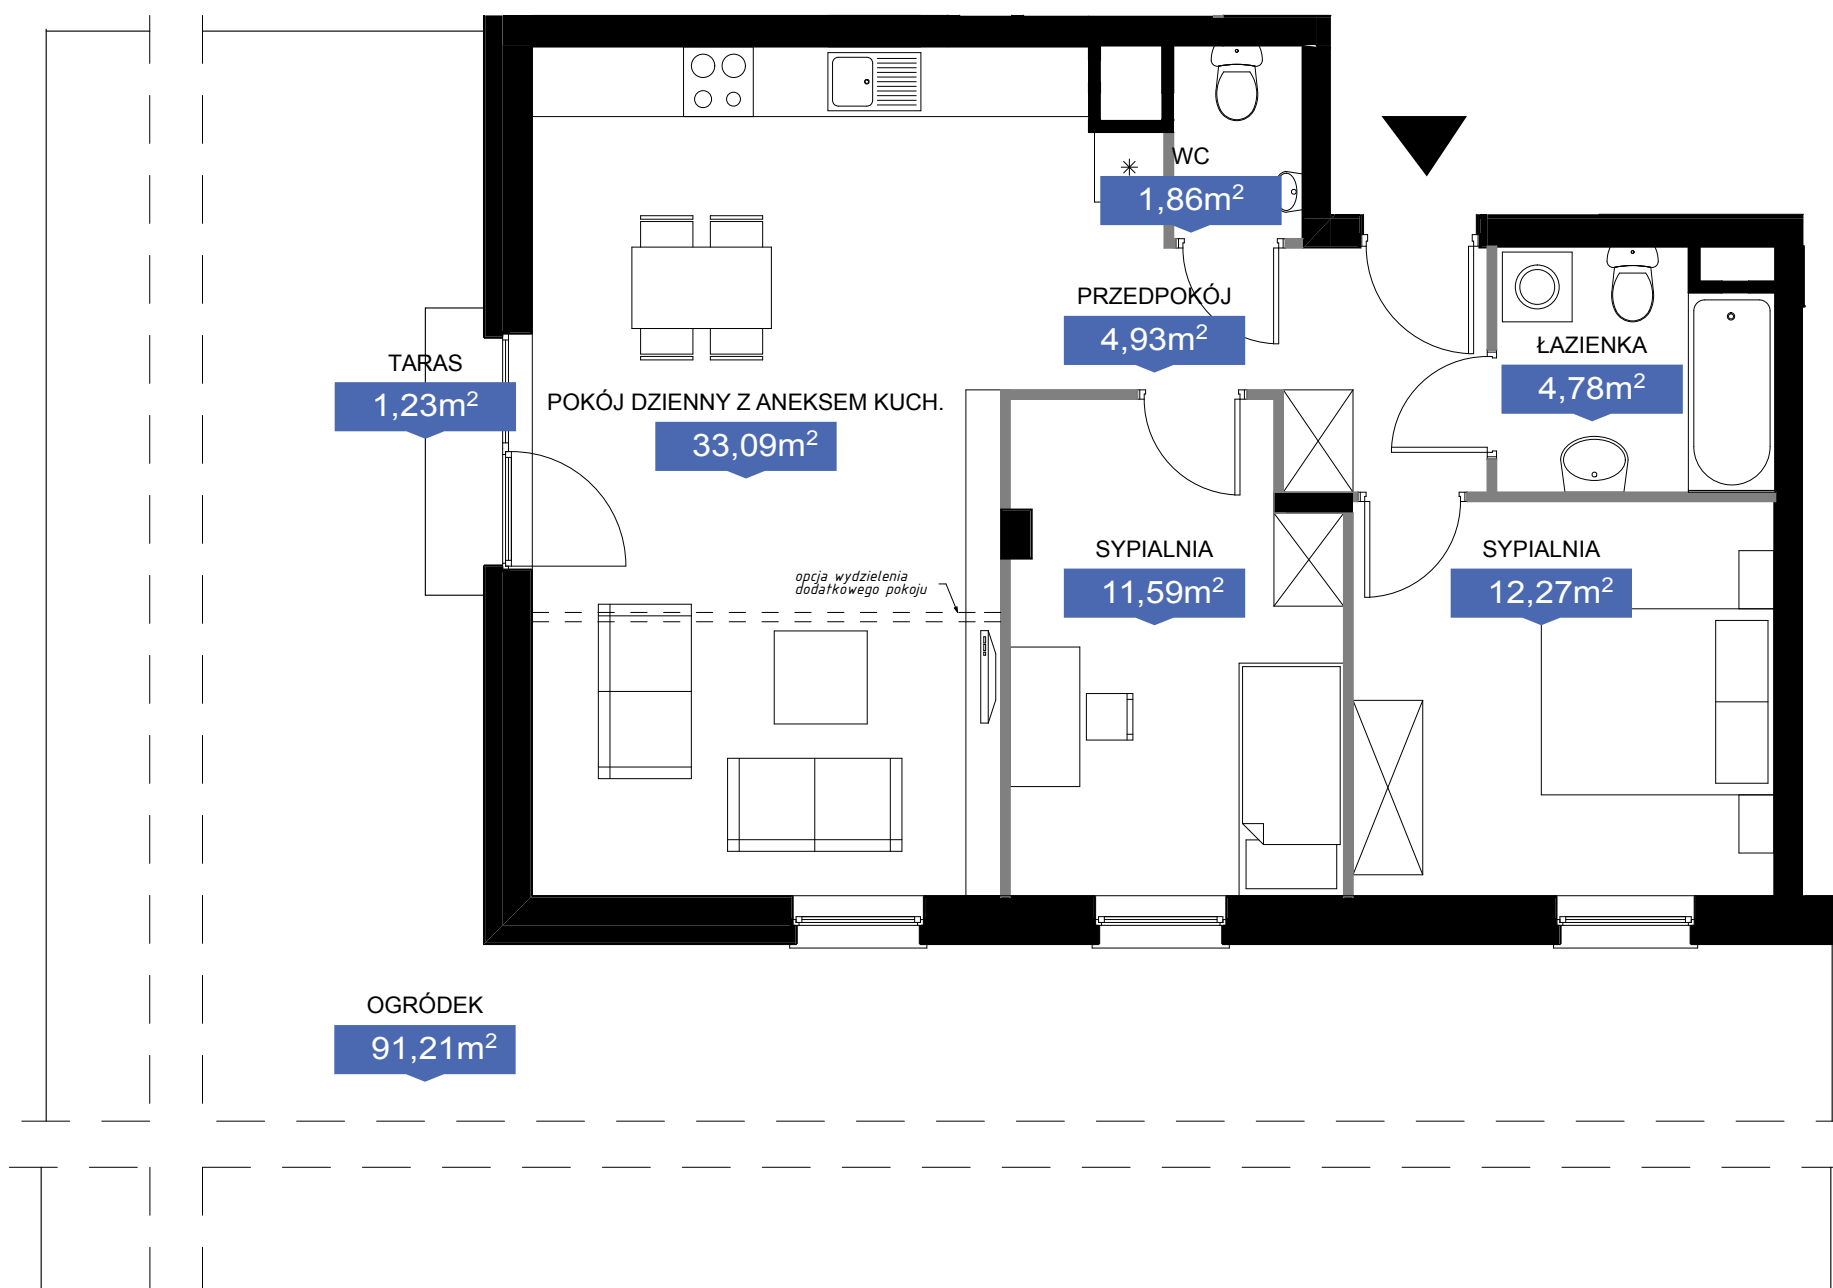 WC
1,86m²
PRZEDPOKÓJ
4,93m²
ŁAZIENKA
4,78m²
TARAS
1,23m²
POKÓJ DZIENNY Z ANEKSEM KUCH.
33,09m²
SYPIALNIA
11,59m²
SYPIALNIA
12,27m²
opcja wydzielenia
dodatkowego pokoju
OGRÓDEK
91,21m²